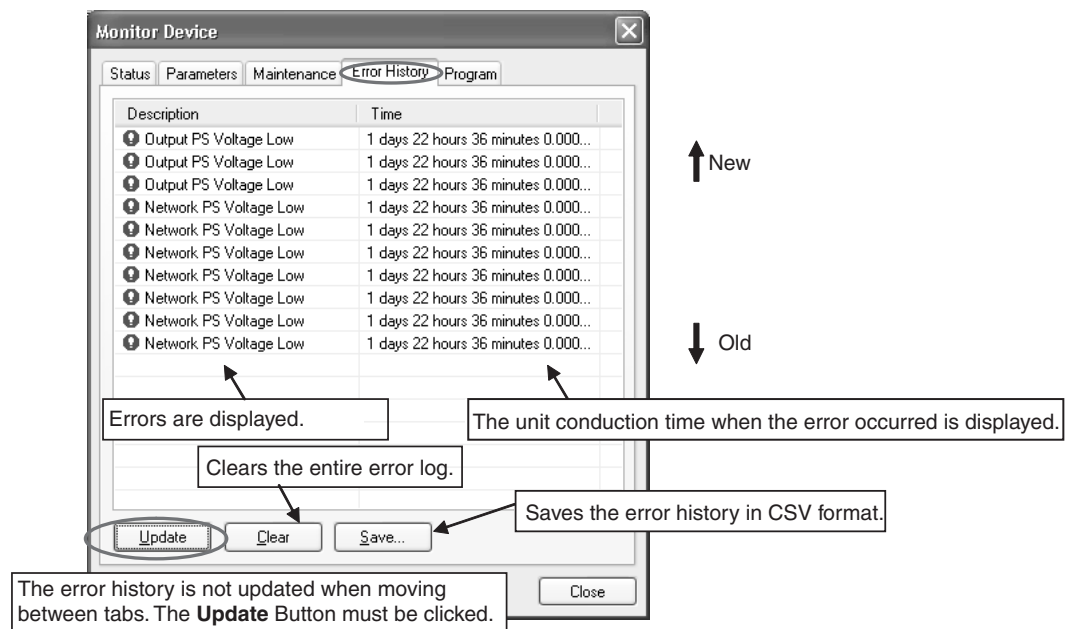 Monitor Device
Status Parameters Maintenance Error History Program
Description Time
Output PS Voltage Low 1 days 22 hours 36 minutes 0.000...
Output PS Voltage Low 1 days 22 hours 36 minutes 0.000...
Output PS Voltage Low 1 days 22 hours 36 minutes 0.000...
Network PS Voltage Low 1 days 22 hours 36 minutes 0.000...
Network PS Voltage Low 1 days 22 hours 36 minutes 0.000...
Network PS Voltage Low 1 days 22 hours 36 minutes 0.000...
Network PS Voltage Low 1 days 22 hours 36 minutes 0.000...
Network PS Voltage Low 1 days 22 hours 36 minutes 0.000...
Network PS Voltage Low 1 days 22 hours 36 minutes 0.000...
Network PS Voltage Low 1 days 22 hours 36 minutes 0.000...
New
Old
Errors are displayed.
The unit conduction time when the error occurred is displayed.
Clears the entire error log.
Saves the error history in CSV format.
Update Clear Save...
The error history is not updated when moving
between tabs. The Update Button must be clicked.
Close